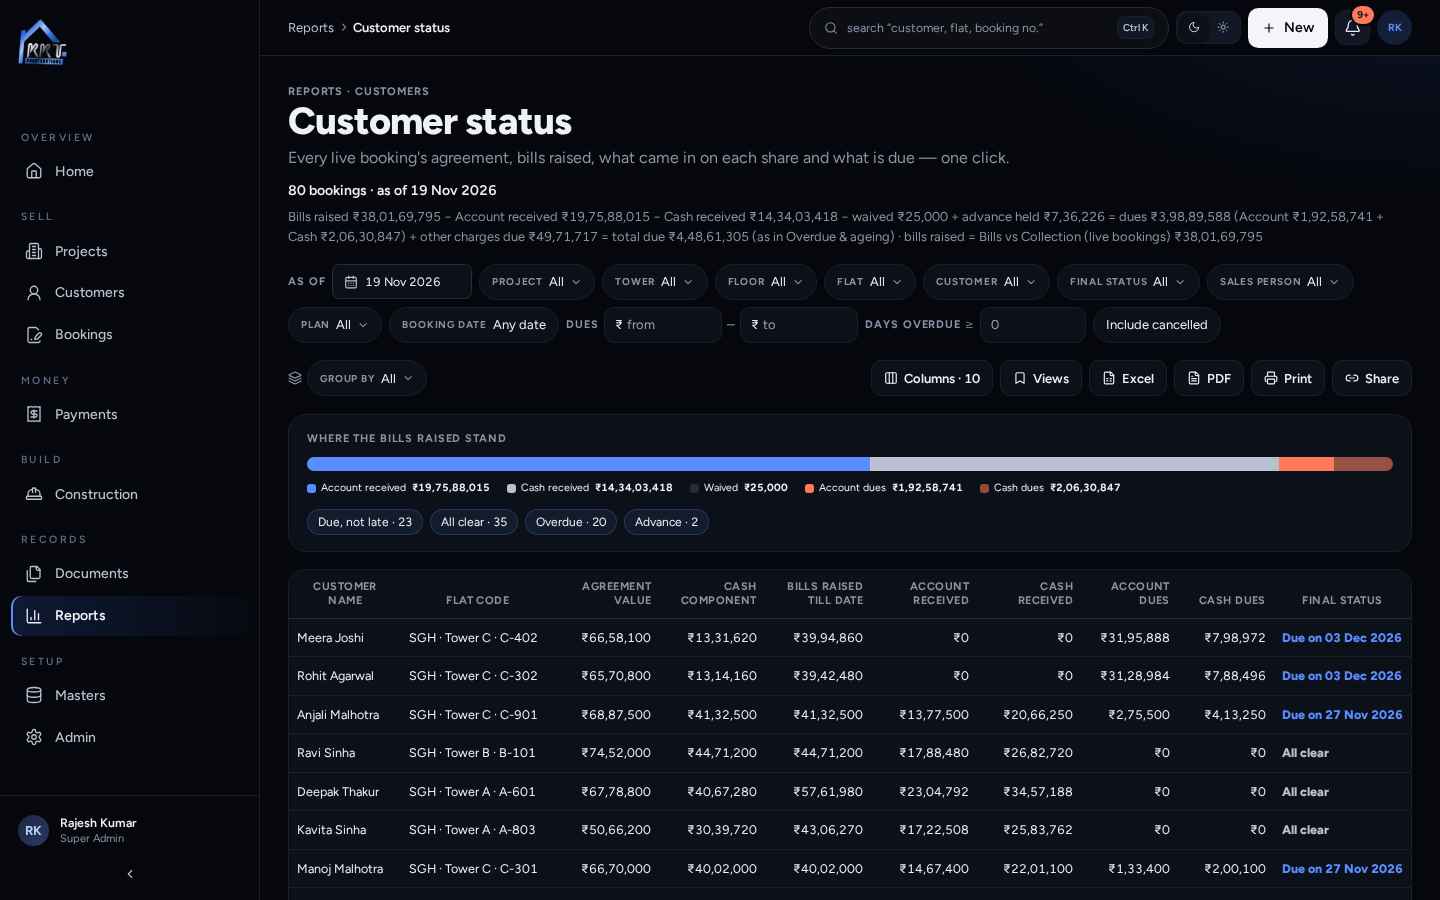 Reports > Customer status
search “customer, flat, booking no.”
Ctrl K
+ New
9+
RK
OVERVIEW
Home
SELL
Projects
Customers
Bookings
MONEY
Payments
BUILD
Construction
RECORDS
Documents
Reports
SETUP
Masters
Admin
RK
Rajesh Kumar
Super Admin
REPORTS · CUSTOMERS
Customer status
Every live booking's agreement, bills raised, what came in on each share and what is due — one click.
80 bookings · as of 19 Nov 2026
Bills raised ₹38,01,69,795 − Account received ₹19,75,88,015 − Cash received ₹14,34,03,418 − waived ₹25,000 + advance held ₹7,36,226 = dues ₹3,98,89,588 (Account ₹1,92,58,741 +
Cash ₹2,06,30,847) + other charges due ₹49,71,717 = total due ₹4,48,61,305 (as in Overdue & ageing) · bills raised = Bills vs Collection (live bookings) ₹38,01,69,795
AS OF 19 Nov 2026 PROJECT All TOWER All FLOOR All FLAT All CUSTOMER All FINAL STATUS All SALES PERSON All
PLAN All BOOKING DATE Any date DUES ₹ from – ₹ to DAYS OVERDUE ≥ 0 Include cancelled
GROUP BY All Columns · 10 Views Excel PDF Print Share
WHERE THE BILLS RAISED STAND
Account received ₹19,75,88,015 Cash received ₹14,34,03,418 Waived ₹25,000 Account dues ₹1,92,58,741 Cash dues ₹2,06,30,847
Due, not late · 23 All clear · 35 Overdue · 20 Advance · 2
CUSTOMER NAME FLAT CODE AGREEMENT VALUE CASH COMPONENT BILLS RAISED TILL DATE ACCOUNT RECEIVED CASH RECEIVED ACCOUNT DUES CASH DUES FINAL STATUS
Meera Joshi SGH · Tower C · C-402 ₹66,58,100 ₹13,31,620 ₹39,94,860 ₹0 ₹0 ₹31,95,888 ₹7,98,972 Due on 03 Dec 2026
Rohit Agarwal SGH · Tower C · C-302 ₹65,70,800 ₹13,14,160 ₹39,42,480 ₹0 ₹0 ₹31,28,984 ₹7,88,496 Due on 03 Dec 2026
Anjali Malhotra SGH · Tower C · C-901 ₹68,87,500 ₹41,32,500 ₹41,32,500 ₹13,77,500 ₹20,66,250 ₹2,75,500 ₹4,13,250 Due on 27 Nov 2026
Ravi Sinha SGH · Tower B · B-101 ₹74,52,000 ₹44,71,200 ₹44,71,200 ₹17,88,480 ₹26,82,720 ₹0 ₹0 All clear
Deepak Thakur SGH · Tower A · A-601 ₹67,78,800 ₹40,67,280 ₹57,61,980 ₹23,04,792 ₹34,57,188 ₹0 ₹0 All clear
Kavita Sinha SGH · Tower A · A-803 ₹50,66,200 ₹30,39,720 ₹43,06,270 ₹17,22,508 ₹25,83,762 ₹0 ₹0 All clear
Manoj Malhotra SGH · Tower C · C-301 ₹66,70,000 ₹40,02,000 ₹40,02,000 ₹14,67,400 ₹22,01,100 ₹1,33,400 ₹2,00,100 Due on 27 Nov 2026